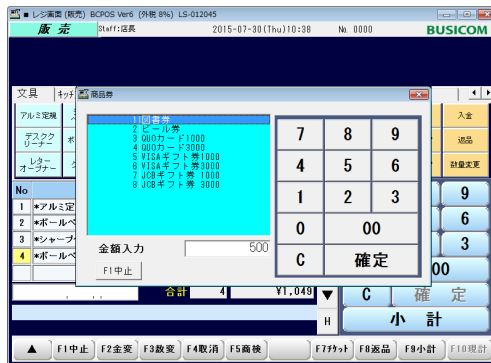 レジ画面 (販売) BCPOS Ver6 (外税 8%) LS-012045
販 売 Staff:店長 2015-07-30(Thu)10:38 No. 0000 BUSICOM
文具
商品券
アルミ定規
入金
デスク
リーナー
返品
レター
オープナー
数量変更
1 図書券
2 ビール券
3 QUOカード1000
4 QUOカード3000
5 VISAギフト券1000
6 VISAギフト券3000
7 JCBギフト券 1000
8 JCBギフト券 3000
7 8 9
4 5 6
1 2 3
0 00
C 確定
金額入力 500
F1中止
No
1 *アルミ定
2 *ボールペ
3 *シャープ
4 *ボールペ
9
6
3
00
合計 4 ¥1,049
▼ C 確 定
H 小 計
▲ F1中止 F2金変 F3数変 F4取消 F5商検 F7ﾌﾘｹｯﾄ F8返品 F9小計 F10現計